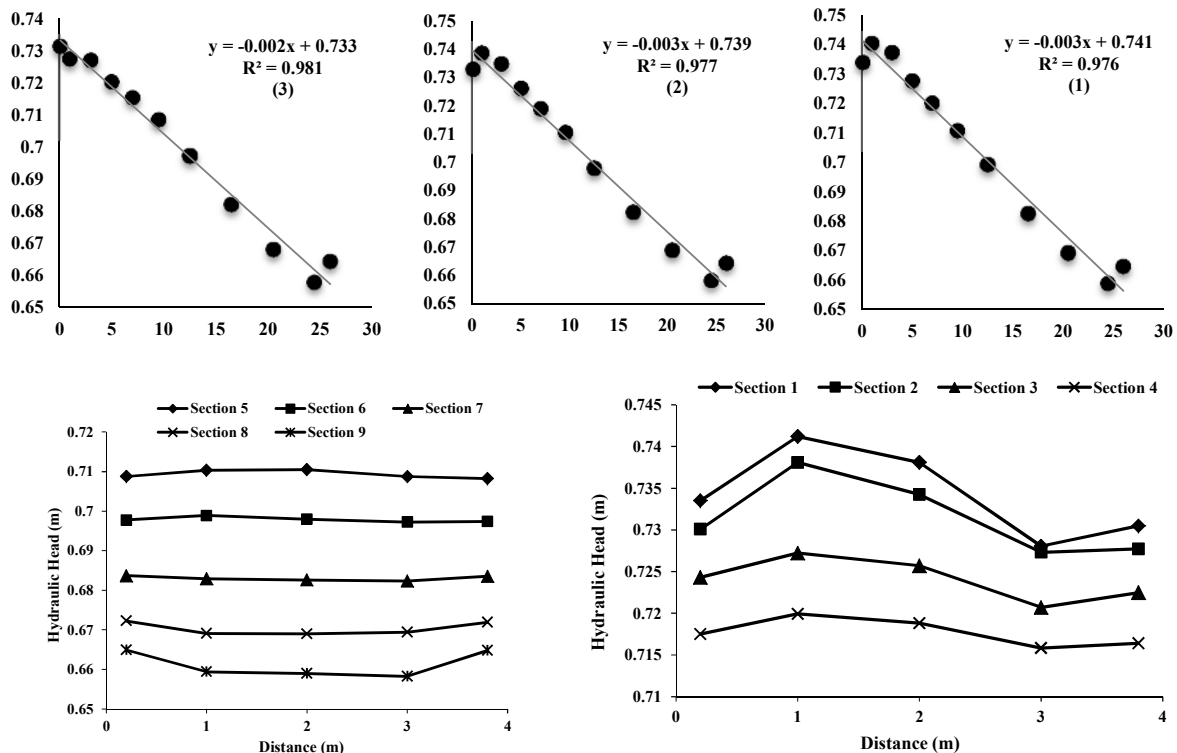 0.74
0.73
0.72
0.71
0.7
0.69
0.68
0.67
0.66
0.65
0 5 10 15 20 25 30
y = -0.002x + 0.733
R² = 0.981
(3)
0.75
0.74
0.73
0.72
0.71
0.7
0.69
0.68
0.67
0.66
0.65
0 5 10 15 20 25 30
y = -0.003x + 0.739
R² = 0.977
(2)
0.75
0.74
0.73
0.72
0.71
0.7
0.69
0.68
0.67
0.66
0.65
0 5 10 15 20 25 30
y = -0.003x + 0.741
R² = 0.976
(1)
Section 5 Section 6 Section 7
Section 8 Section 9
Hydraulic Head (m)
0.72
0.71
0.7
0.69
0.68
0.67
0.66
0.65
0 1 2 3 4
Distance (m)
Section 1 Section 2 Section 3 Section 4
Hydraulic Head (m)
0.745
0.74
0.735
0.73
0.725
0.72
0.715
0.71
0 1 2 3 4
Distance (m)